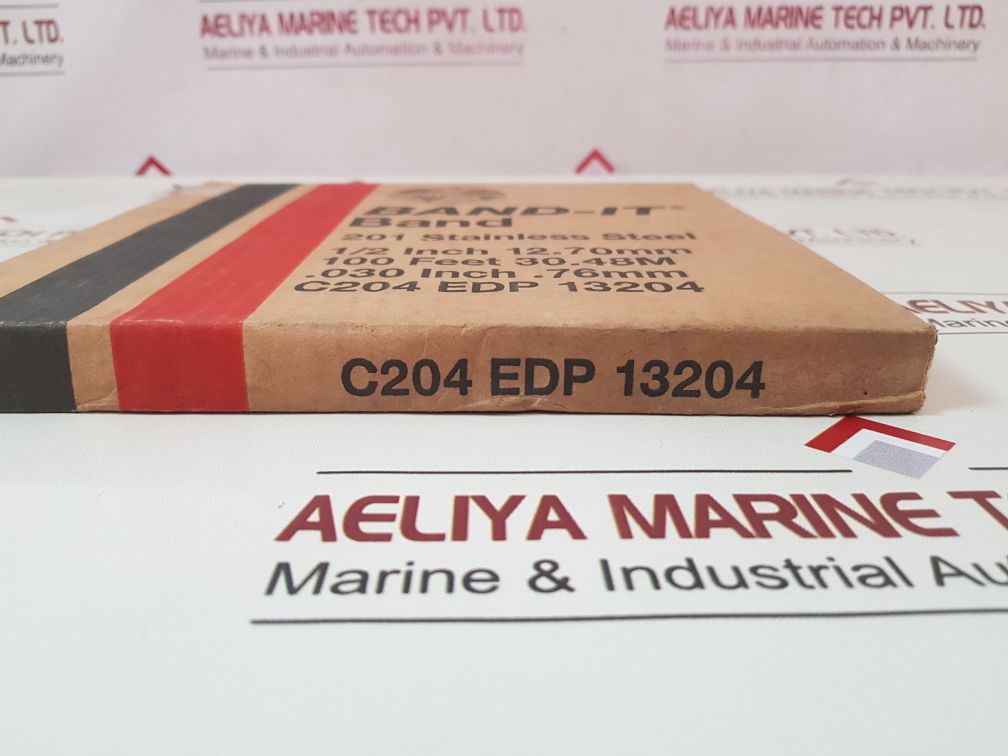 T. LTD.
Machinery
AELIYA MARINE TECH PVT. LTD.
Marine & Industrial Automation & Machinery
AELIYA MARINE TECH PVT. LTD.
Marine & Industrial Automation & Machinery
BAND-IT®
Band
201 Stainless Steel
1/2 Inch 12.70mm
100 Feet 30.48M
.030 Inch .76mm
C204 EDP 13204
C204 EDP 13204
AELIYA MARINE T
Marine & Industrial Au